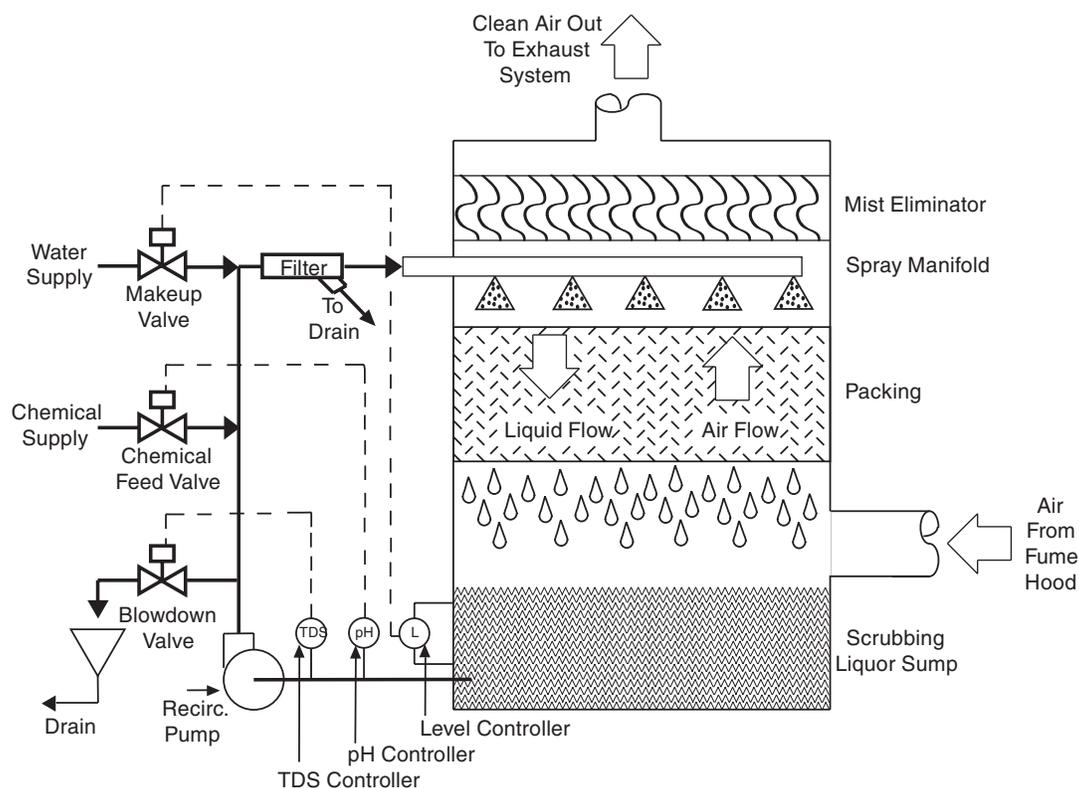 Clean Air Out
To Exhaust
System
Mist Eliminator
Water
Supply
Makeup
Valve
Filter
To
Drain
Spray Manifold
Packing
Liquid Flow
Air Flow
Chemical
Supply
Chemical
Feed Valve
Air
From
Fume
Hood
Blowdown
Valve
TDS
pH
L
Scrubbing
Liquor Sump
Drain
Recirc.
Pump
Level Controller
pH Controller
TDS Controller